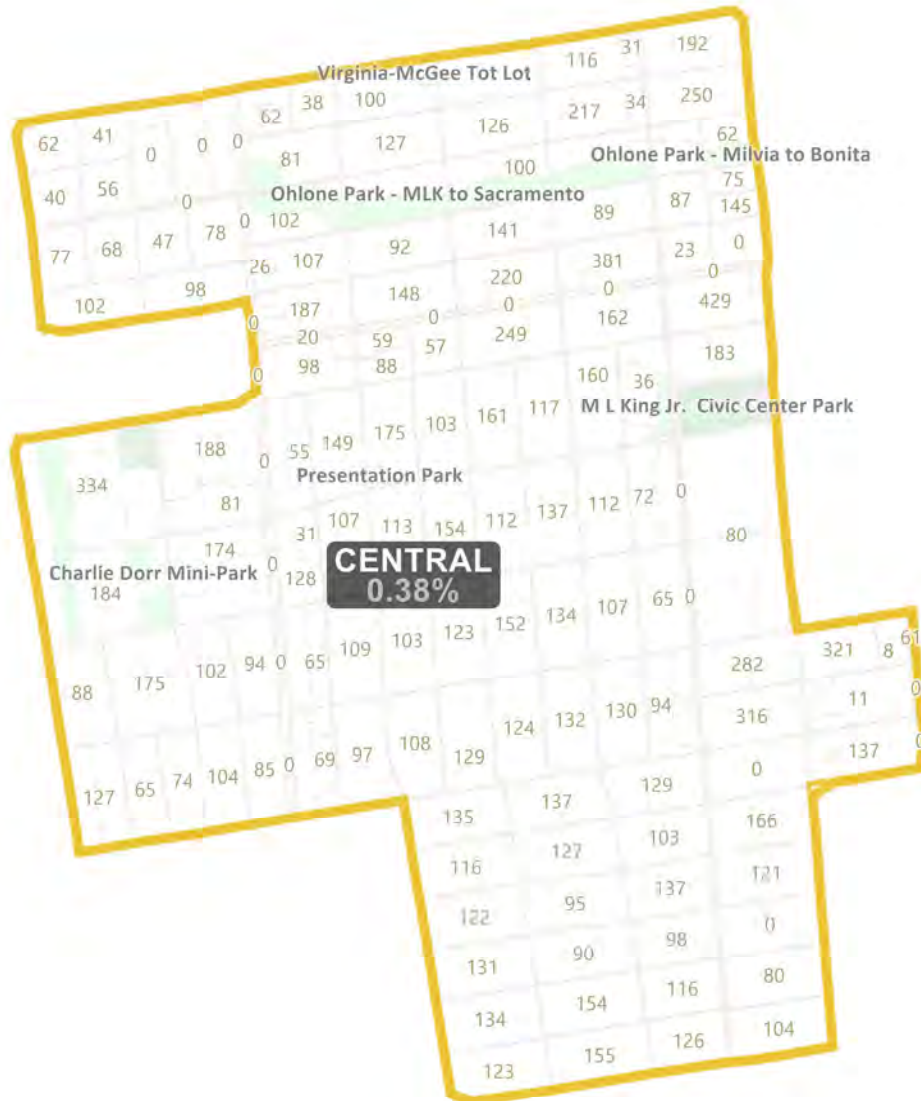 116 31 192
Virginia-McGee Tot Lot
62 38 100
217 34 250
62 41 0 0 0
127 126
81
62
100
Ohlone Park - Milvia to Bonita
40 56 0
Ohlone Park - MLK to Sacramento
75
77 68 47 78 0 102
89 87 145
107 92 141
26
23 0
102 98
187 148 220 381 0
0
0 0 0
429
20 59 57 249 162
98 88
0
183
160 36
M L King Jr. Civic Center Park
188 0 55 149 175 103 161 117
334
Presentation Park
81
31 107 113 154 112 137 112 72 0
174 0 128
80
CENTRAL
0.38%
Charlie Dorr Mini-Park
184
109 103 123 152 134 107 65 0
88 175 102 94 0 65
282 321 8 61
0
124 132 130 94 316 11
127 65 74 104 85 0 69 97 108 129
0
137
135 137 129 0
116 127 103 166
122 95 137 121
131 90 98 0
134 154 116 80
123 155 126 104